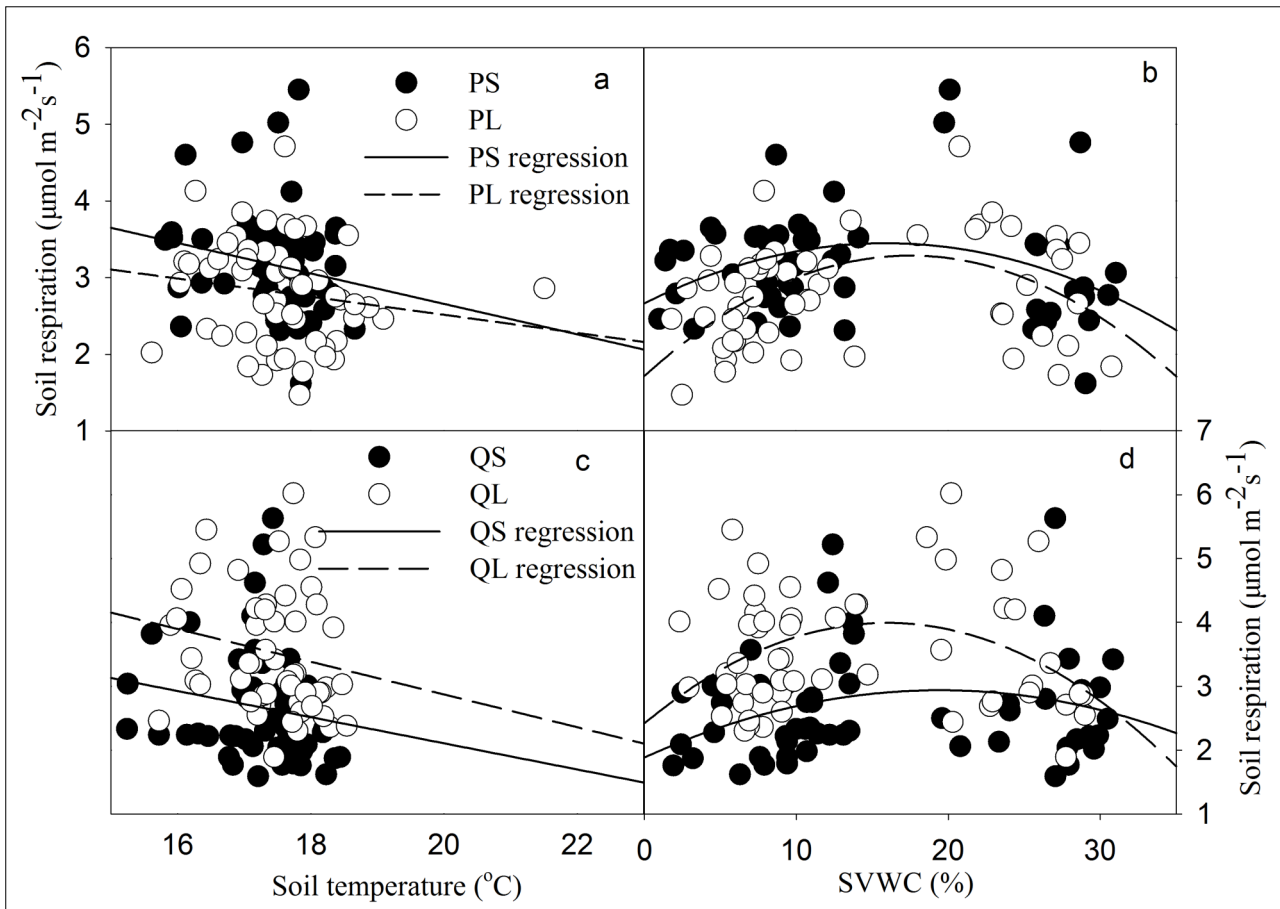 Soil respiration (µmol m⁻²s⁻¹)
6
5
4
3
2
1
a
PS
PL
PS regression
PL regression
b
c
QS
QL
QS regression
QL regression
d
7
6
5
4
3
2
1
Soil respiration (µmol m⁻²s⁻¹)
16 18 20 22
Soil temperature (°C)
0 10 20 30
SVWC (%)